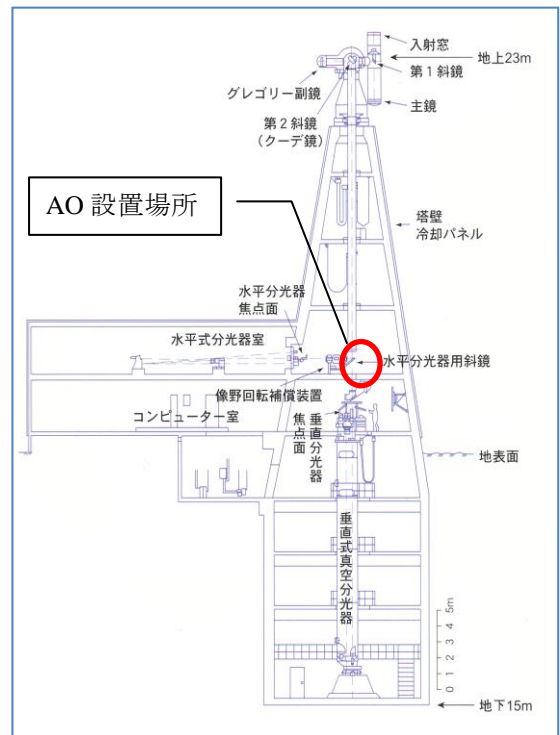 入射窓
地上23m
第1斜鏡
グレゴリー副鏡
主鏡
第2斜鏡
(クーデ鏡)
AO 設置場所
塔壁
冷却パネル
水平分光器
焦点面
水平式分光器室
水平分光器用斜鏡
像野回転補償装置
コンピューター室
垂直分光器
焦点面
地表面
垂直式真空分光器
5m
4
3
2
1
0
地下15m